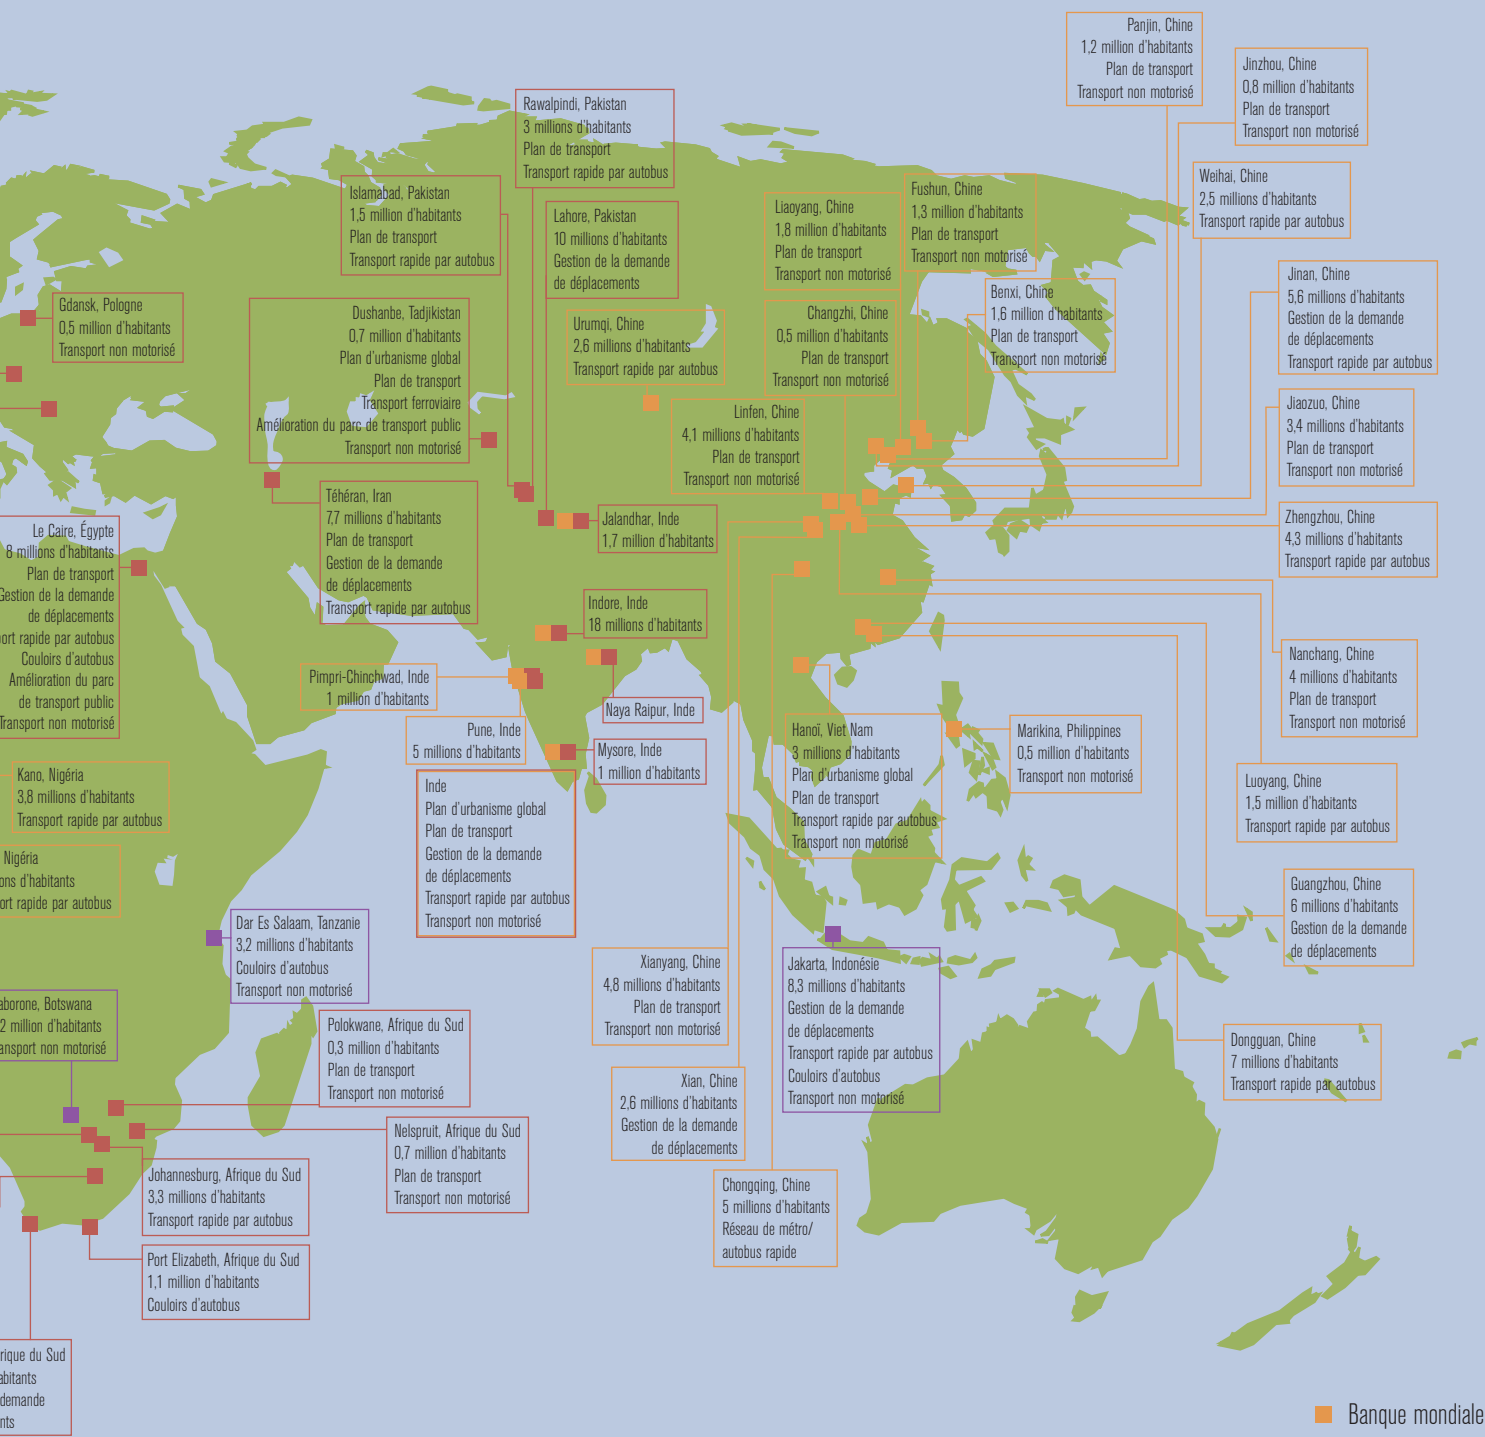 Panjin, Chine
1,2 million d'habitants
Plan de transport
Transport non motorisé
Jinzhou, Chine
0,8 million d'habitants
Plan de transport
Transport non motorisé
Rawalpindi, Pakistan
3 millions d'habitants
Plan de transport
Transport rapide par autobus
Islamabad, Pakistan
1,5 million d'habitants
Plan de transport
Transport rapide par autobus
Lahore, Pakistan
10 millions d'habitants
Gestion de la demande
de déplacements
Liaoyang, Chine
1,8 million d'habitants
Plan de transport
Transport non motorisé
Fushun, Chine
1,3 million d'habitants
Plan de transport
Transport non motorisé
Weihai, Chine
2,5 millions d'habitants
Transport rapide par autobus
Gdansk, Pologne
0,5 million d'habitants
Transport non motorisé
Dushanbe, Tadjikistan
0,7 million d'habitants
Plan d'urbanisme global
Plan de transport
Transport ferroviaire
Amélioration du parc de transport public
Transport non motorisé
Urumqi, Chine
2,6 millions d'habitants
Transport rapide par autobus
Changzhi, Chine
0,5 million d'habitants
Plan de transport
Transport non motorisé
Benxi, Chine
1,6 million d'habitants
Plan de transport
Transport non motorisé
Jinan, Chine
5,6 millions d'habitants
Gestion de la demande
de déplacements
Transport rapide par autobus
Linfen, Chine
4,1 millions d'habitants
Plan de transport
Transport non motorisé
Jiaozuo, Chine
3,4 millions d'habitants
Plan de transport
Transport non motorisé
Téhéran, Iran
7,7 millions d'habitants
Plan de transport
Gestion de la demande
de déplacements
Transport rapide par autobus
Jalandhar, Inde
1,7 million d'habitants
Zhengzhou, Chine
4,3 millions d'habitants
Transport rapide par autobus
Le Caire, Égypte
8 millions d'habitants
Plan de transport
Gestion de la demande
de déplacements
ort rapide par autobus
Couloirs d'autobus
Amélioration du parc
de transport public
Transport non motorisé
Indore, Inde
18 millions d'habitants
Pimpri-Chinchwad, Inde
1 million d'habitants
Naya Raipur, Inde
Pune, Inde
5 millions d'habitants
Mysore, Inde
1 million d'habitants
Inde
Plan d'urbanisme global
Plan de transport
Gestion de la demande
de déplacements
Transport rapide par autobus
Transport non motorisé
Hanoï, Viet Nam
3 millions d'habitants
Plan d'urbanisme global
Plan de transport
Transport rapide par autobus
Transport non motorisé
Marikina, Philippines
0,5 million d'habitants
Transport non motorisé
Nanchang, Chine
4 millions d'habitants
Plan de transport
Transport non motorisé
Luoyang, Chine
1,5 million d'habitants
Transport rapide par autobus
Kano, Nigéria
3,8 millions d'habitants
Transport rapide par autobus
Nigéria
ons d'habitants
ort rapide par autobus
Guangzhou, Chine
6 millions d'habitants
Gestion de la demande
de déplacements
Dar Es Salaam, Tanzanie
3,2 millions d'habitants
Couloirs d'autobus
Transport non motorisé
Xianyang, Chine
4,8 millions d'habitants
Plan de transport
Transport non motorisé
Jakarta, Indonésie
8,3 millions d'habitants
Gestion de la demande
de déplacements
Transport rapide par autobus
Couloirs d'autobus
Transport non motorisé
aborone, Botswana
2 million d'habitants
ansport non motorisé
Polokwane, Afrique du Sud
0,3 million d'habitants
Plan de transport
Transport non motorisé
Dongguan, Chine
7 millions d'habitants
Transport rapide par autobus
Xian, Chine
2,6 millions d'habitants
Gestion de la demande
de déplacements
Nelspruit, Afrique du Sud
0,7 million d'habitants
Plan de transport
Transport non motorisé
Johannesburg, Afrique du Sud
3,3 millions d'habitants
Transport rapide par autobus
Chongqing, Chine
5 millions d'habitants
Réseau de métro/
autobus rapide
Port Elizabeth, Afrique du Sud
1,1 million d'habitants
Couloirs d'autobus
rique du Sud
abitants
demande
nts
Banque mondiale